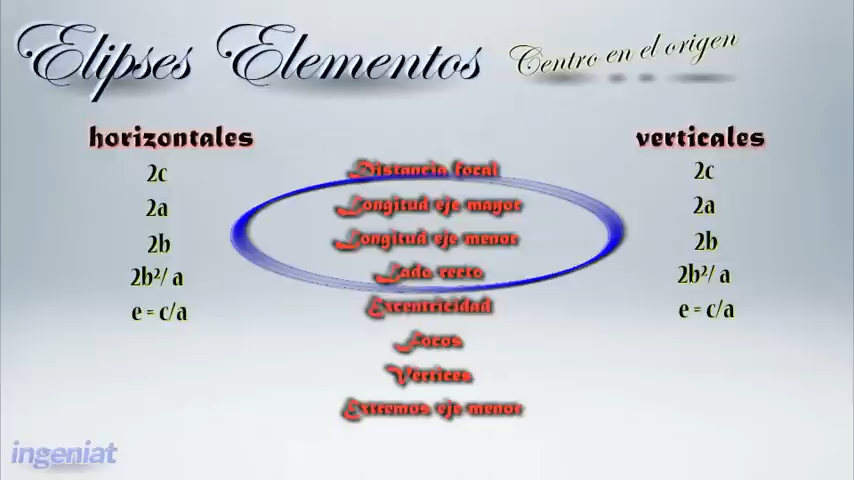 Elipses Elementos
Centro en el origen
horizontales
verticales
2c
Distancia focal
2c
2a
Longitud eje mayor
2a
2b
Longitud eje menor
2b
2b²/ a
Lado recto
2b²/ a
e = c/a
Excentricidad
e = c/a
Focos
Vértices
Extremos eje menor
ingeniat